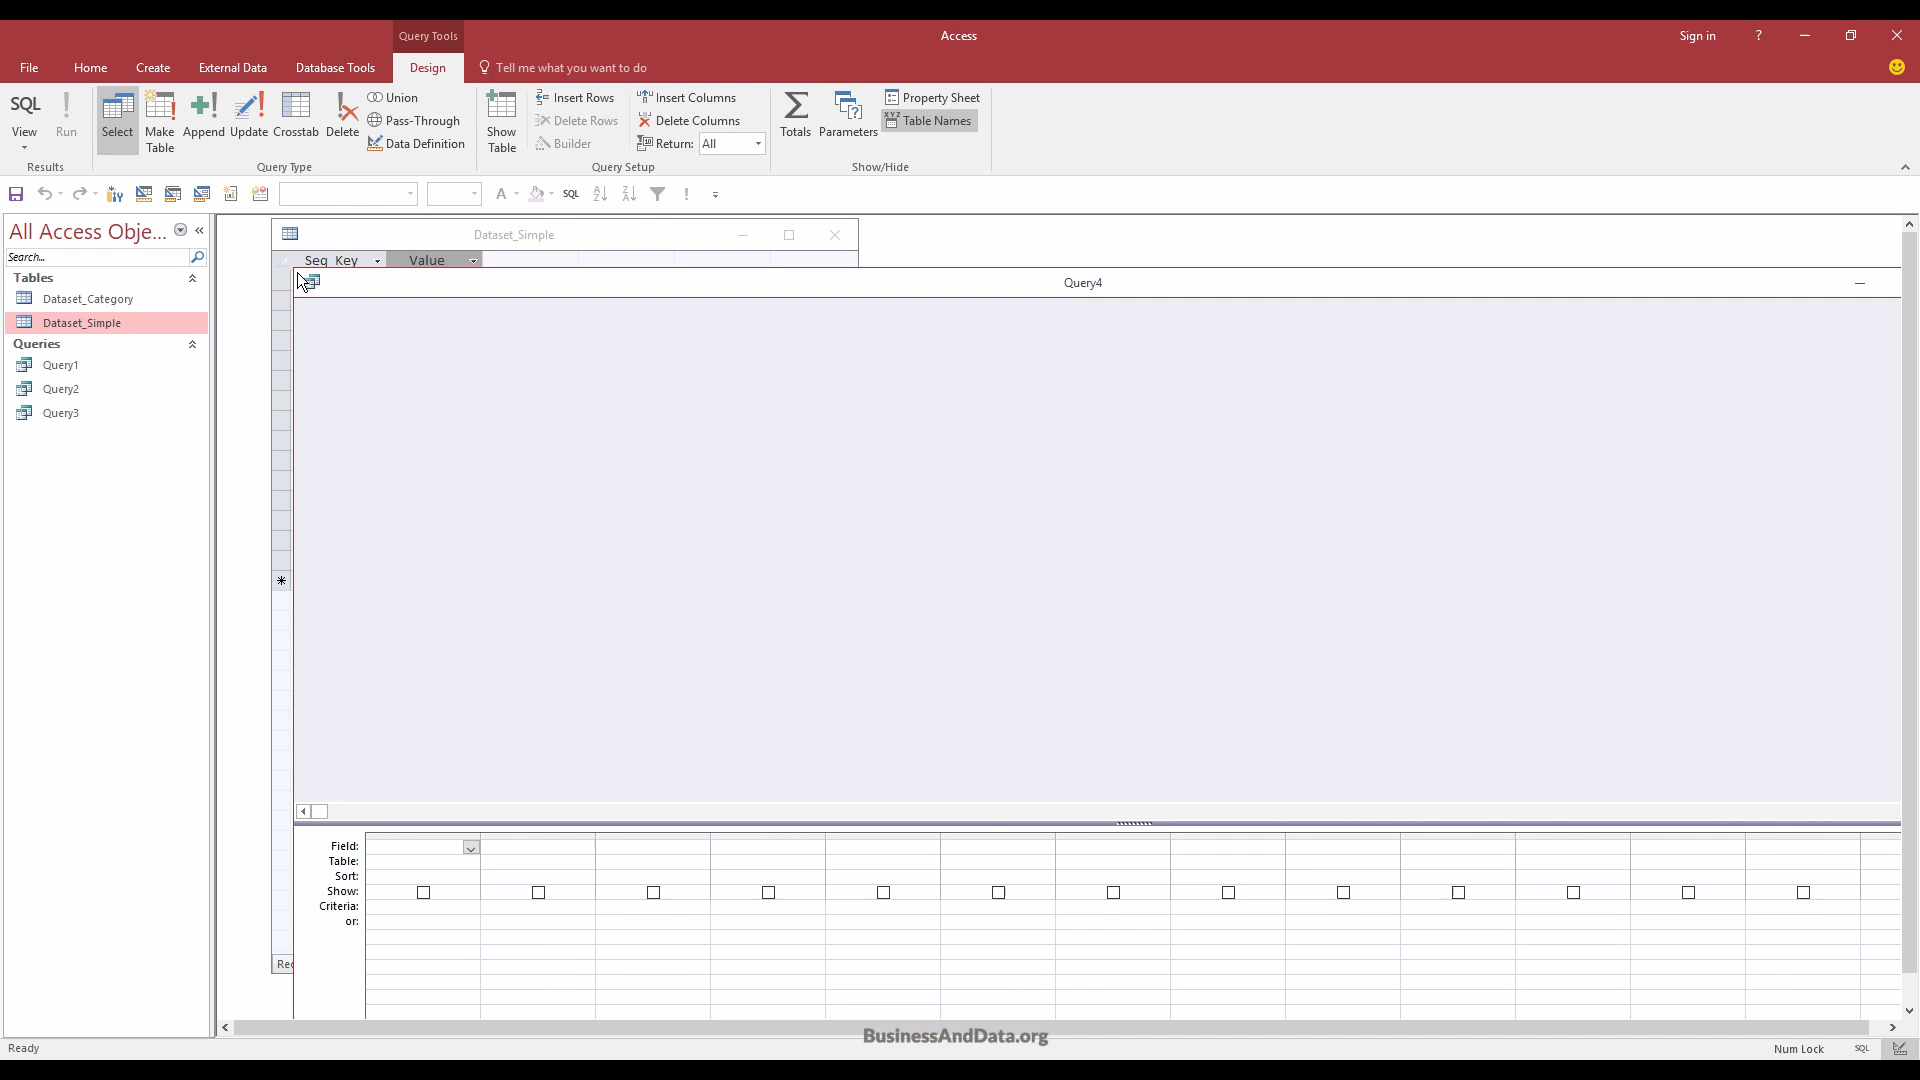 Query Tools
Access
Sign in
?
File
Home
Create
External Data
Database Tools
Design
Tell me what you want to do
SQL
View
Run
Select
Make
Table
Append
Update
Crosstab
Delete
Union
Pass-Through
Data Definition
Show
Table
Insert Rows
Delete Rows
Builder
Insert Columns
Delete Columns
Return: All
Totals
Parameters
Property Sheet
XYZ
Table Names
Results
Query Type
Query Setup
Show/Hide
A
SQL
All Access Obje...
Search...
Tables
Dataset_Category
Dataset_Simple
Queries
Query1
Query2
Query3
Dataset_Simple
Seq_Key
Value
Query4
Rec
Field:
Table:
Sort:
Show:
Criteria:
or:
BusinessAndData.org
Ready
Num Lock
SQL